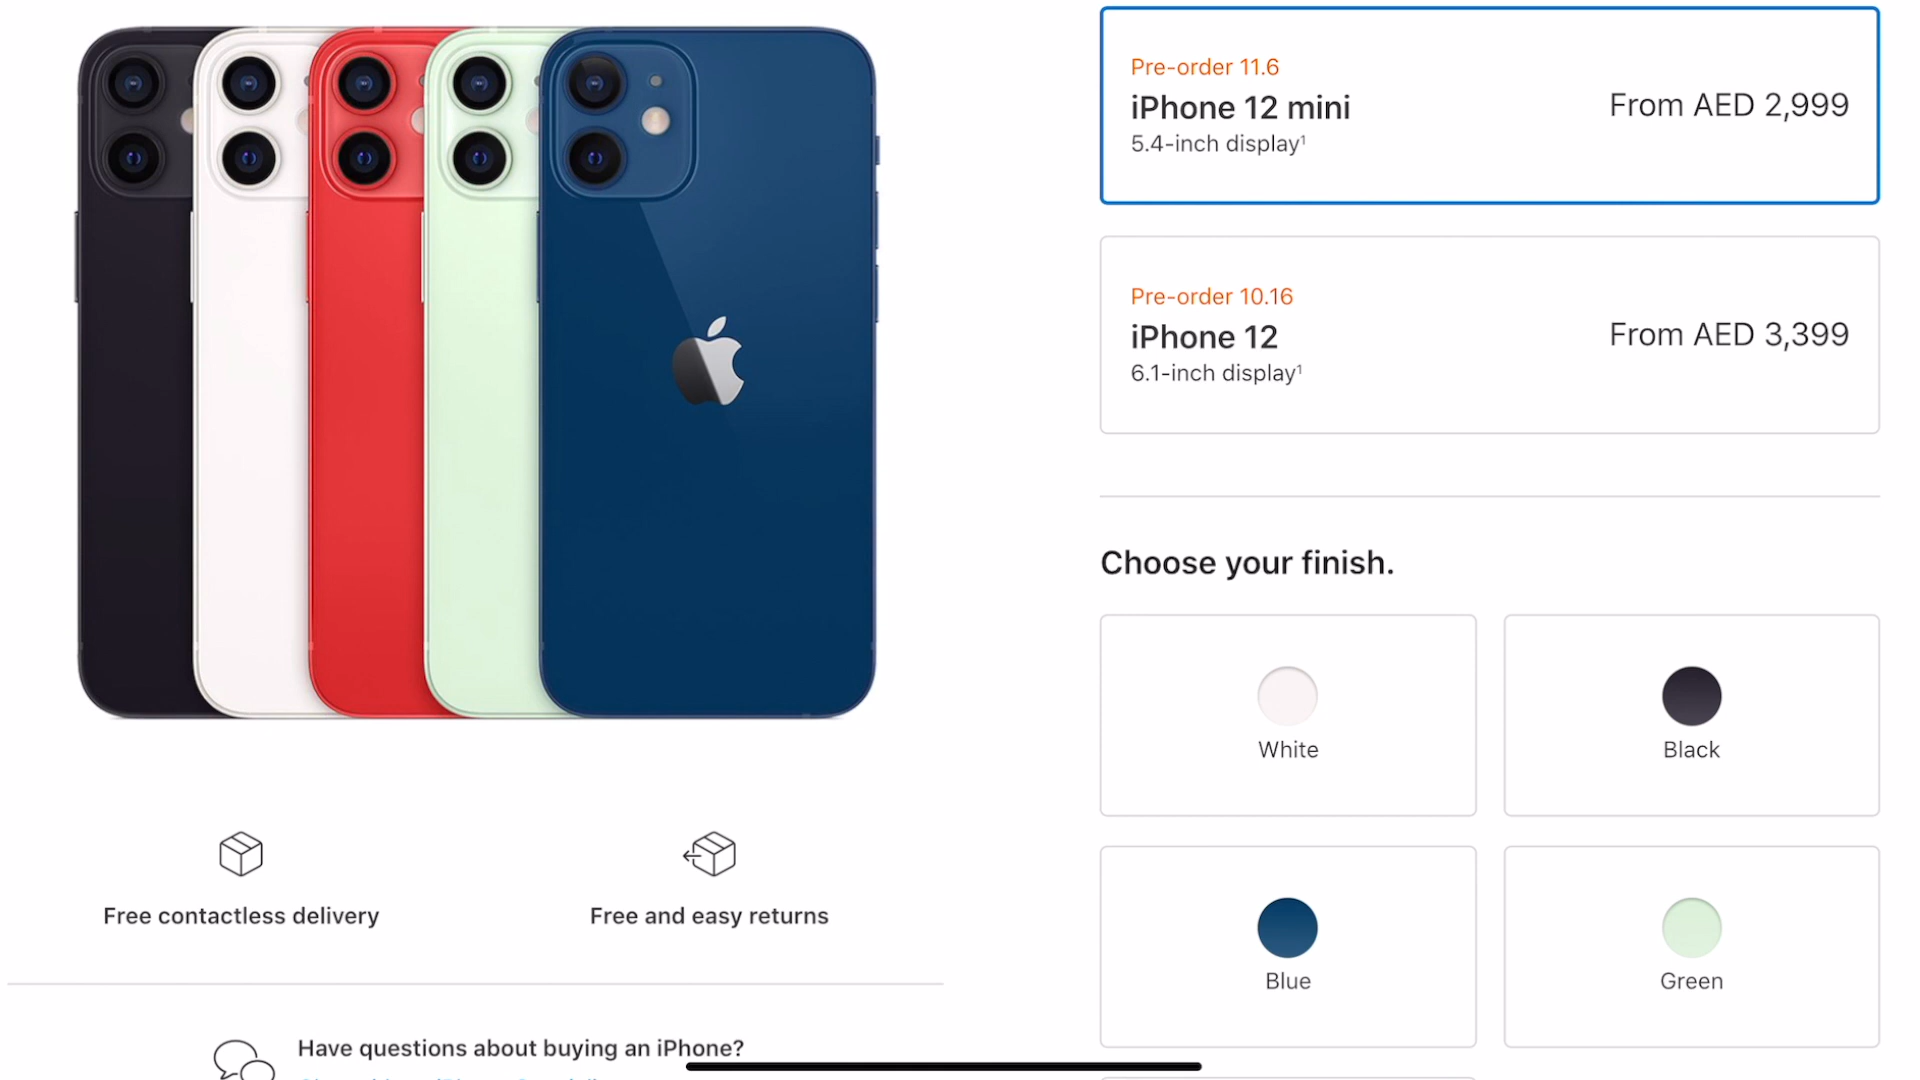 Pre-order 11.6
iPhone 12 mini
From AED 2,999
5.4-inch display¹
Pre-order 10.16
iPhone 12
From AED 3,399
6.1-inch display¹
Choose your finish.
White
Black
Blue
Green
Free contactless delivery
Free and easy returns
Have questions about buying an iPhone?